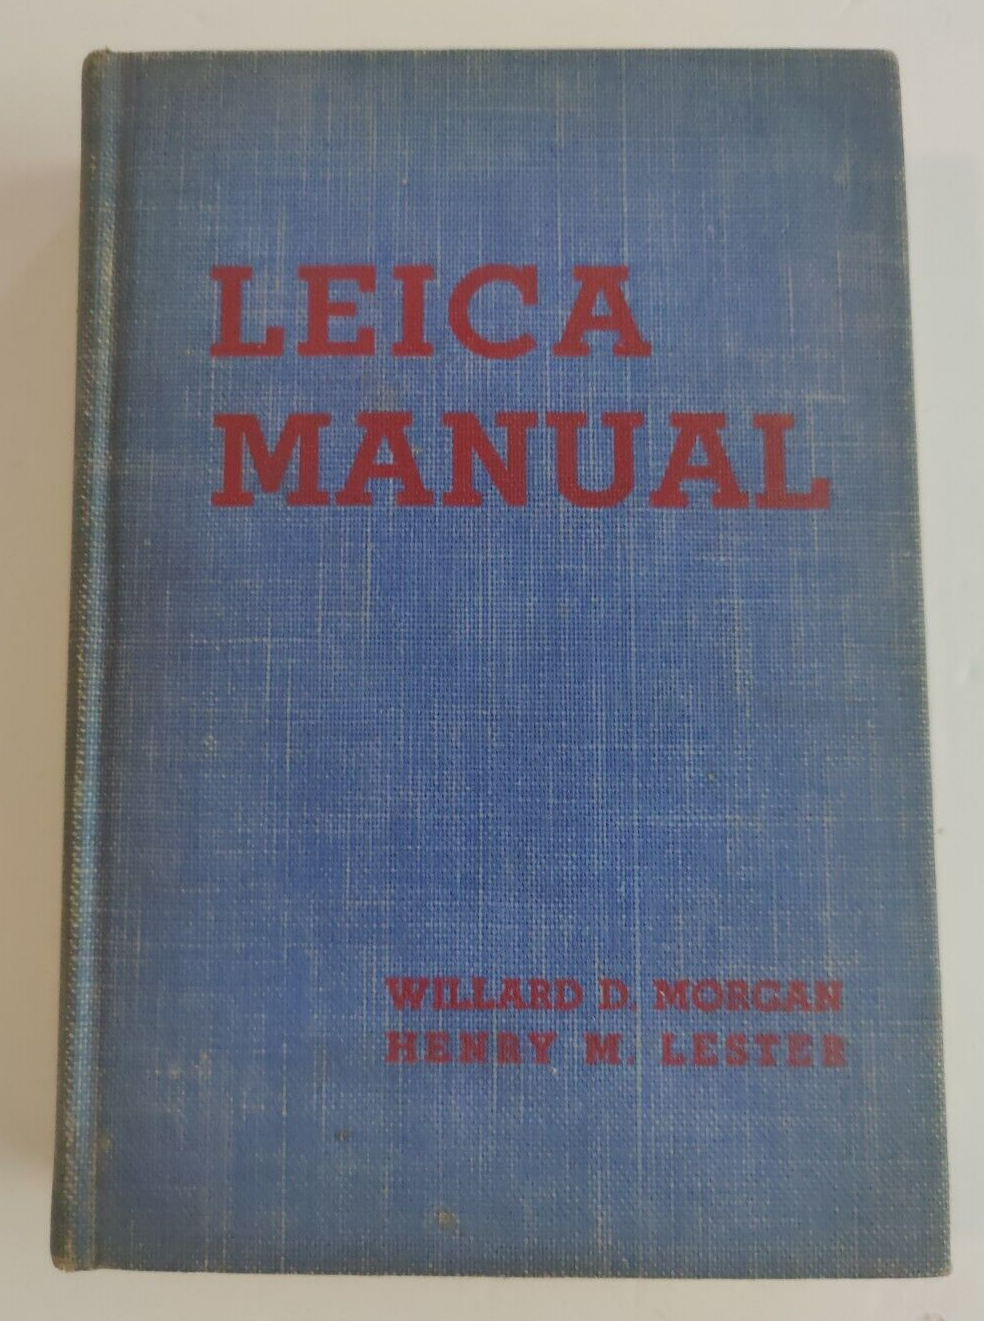 LEICA
MANUAL
WILLARD D. MORGAN
HENRY M. LESTER